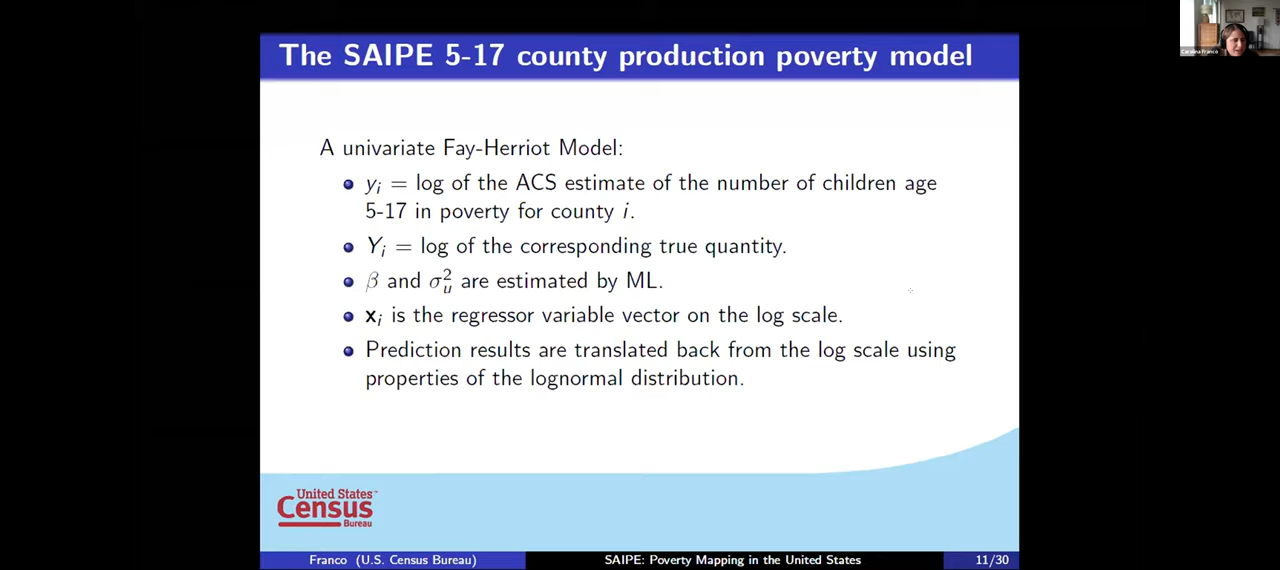 The SAIPE 5-17 county production poverty model
Carolina Franco
A univariate Fay-Herriot Model:
yᵢ = log of the ACS estimate of the number of children age
5-17 in poverty for county i.
Yᵢ = log of the corresponding true quantity.
β and σ²ᵤ are estimated by ML.
xᵢ is the regressor variable vector on the log scale.
Prediction results are translated back from the log scale using
properties of the lognormal distribution.
United States™
Census
Bureau
Franco (U.S. Census Bureau)
SAIPE: Poverty Mapping in the United States
11/30